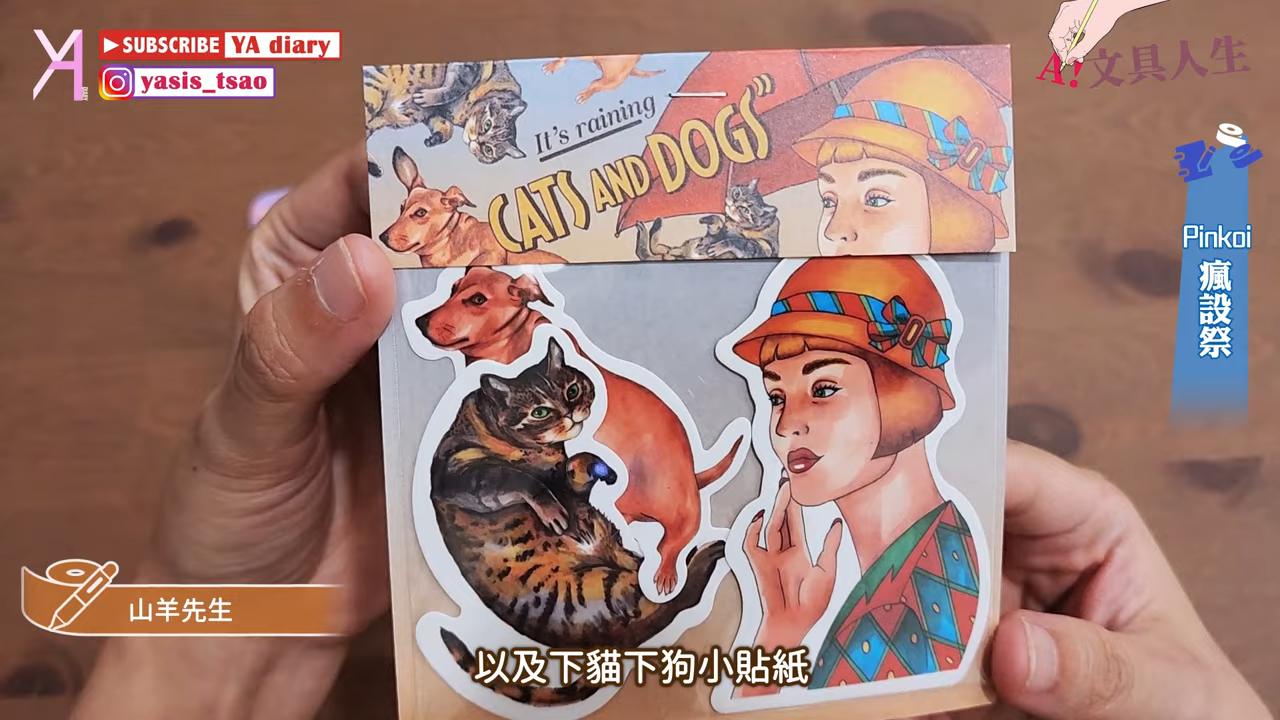 YA
DIARY
SUBSCRIBE YA diary
yasis_tsao
A!文具人生
Pinkoi
瘋設祭
It's raining
CATS AND DOGS"
山羊先生
以及下貓下狗小貼紙